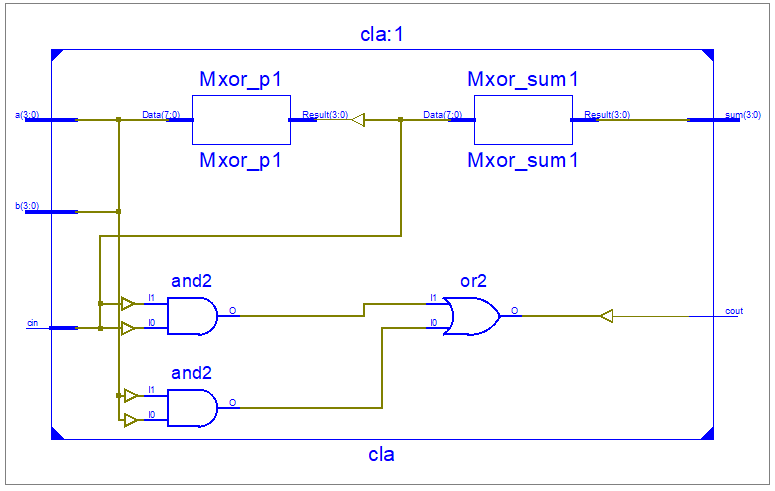 cla:1
Mxor_p1
Mxor_sum1
a(3:0)
Data(7:0)
Result(3:0)
Data(7:0)
Result(3:0)
sum(3:0)
Mxor_p1
Mxor_sum1
b(3:0)
and2
or2
I1
O
I1
O
cout
cin
I0
I0
and2
I1
O
I0
cla